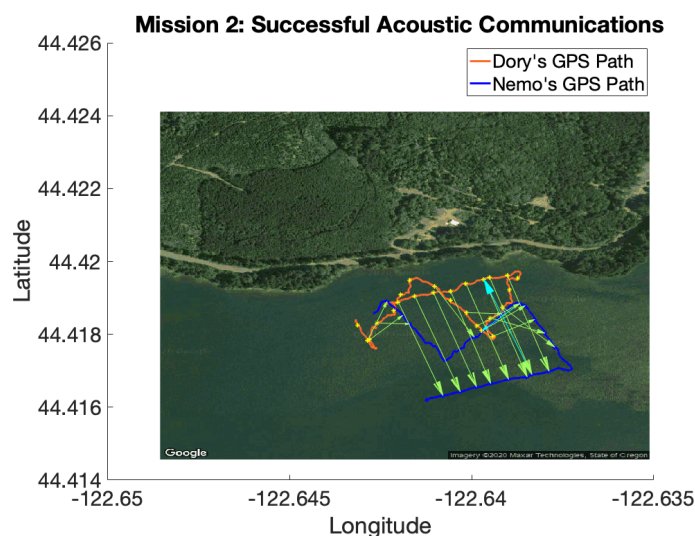 Mission 2: Successful Acoustic Communications
Dory's GPS Path
Nemo's GPS Path
44.426
44.424
44.422
44.42
44.418
44.416
44.414
Latitude
Google
Imagery ©2020 Maxar Technologies, State of Oregon
-122.65
-122.645
-122.64
-122.635
Longitude